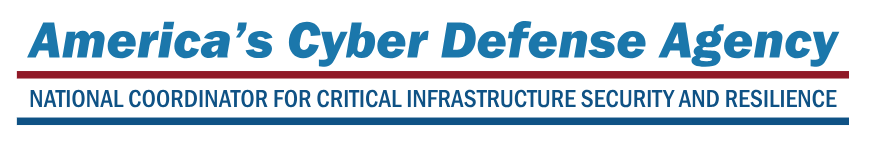 America's Cyber Defense Agency
NATIONAL COORDINATOR FOR CRITICAL INFRASTRUCTURE SECURITY AND RESILIENCE